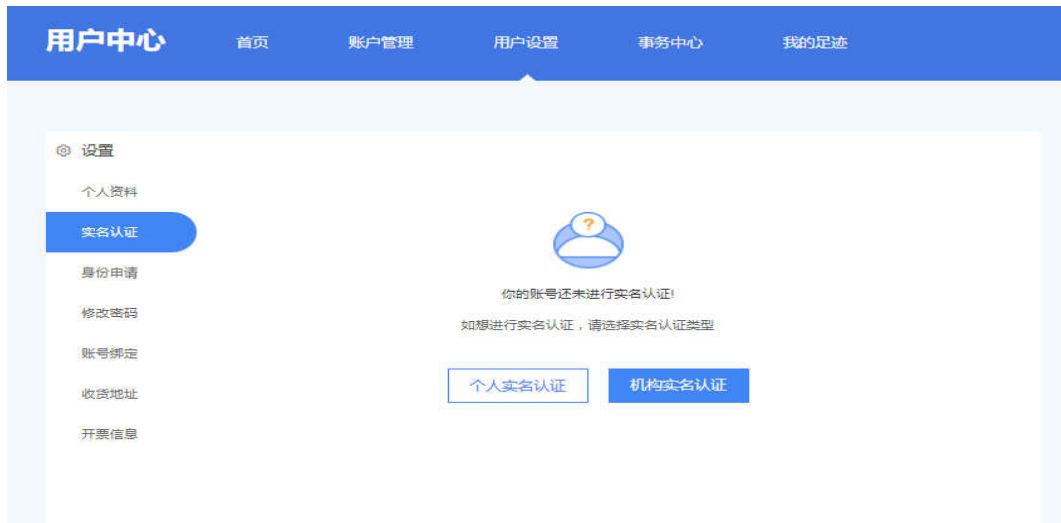 用户中心 首页 账户管理 用户设置 事务中心 我的足迹
设置
个人资料
实名认证
身份申请
修改密码
账号绑定
收货地址
开票信息
?
你的账号还未进行实名认证!
如想进行实名认证，请选择实名认证类型
个人实名认证 机构实名认证